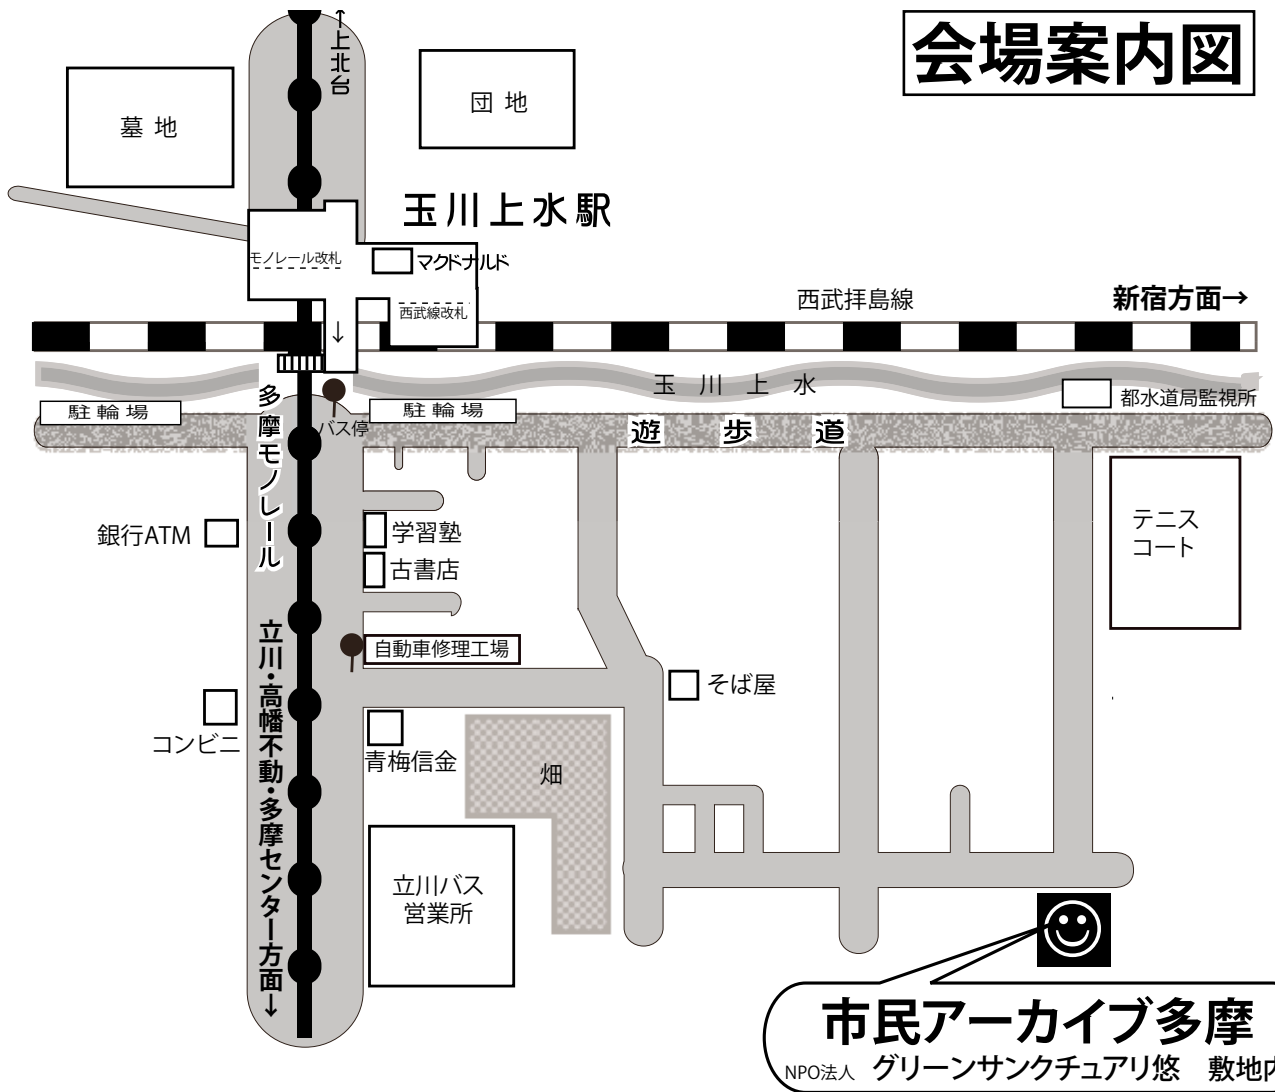 会場案内図
↑上北台
墓 地
団 地
玉川上水駅
モノレール改札
マクドナルド
西武線改札
↓
西武拝島線
新宿方面→
玉 川 上 水
駐 輪 場
駐 輪 場
都水道局監視所
バス停
遊 歩 道
多摩モノレール
銀行ATM
学習塾
古書店
テニス
コート
自動車修理工場
立川・高幡不動・多摩センター方面↓
そば屋
コンビニ
青梅信金
畑
立川バス
営業所
市民アーカイブ多摩
NPO法人 グリーンサンクチュアリ悠 敷地内